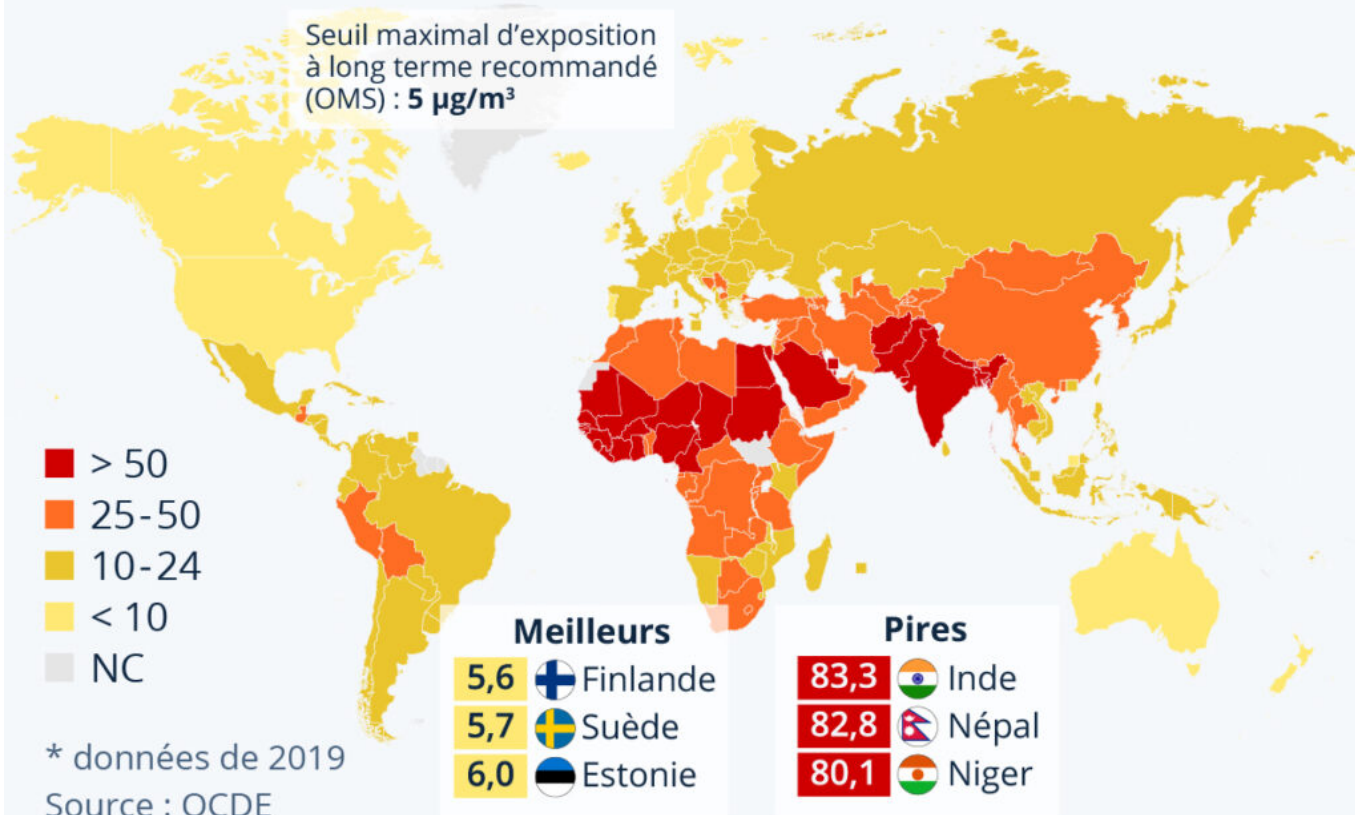 Seuil maximal d'exposition
à long terme recommandé
(OMS) : 5 µg/m³
> 50
25-50
10-24
< 10
NC
* données de 2019
Source : OCDE
Meilleurs
5,6 Finlande
5,7 Suède
6,0 Estonie
Pires
83,3 Inde
82,8 Népal
80,1 Niger